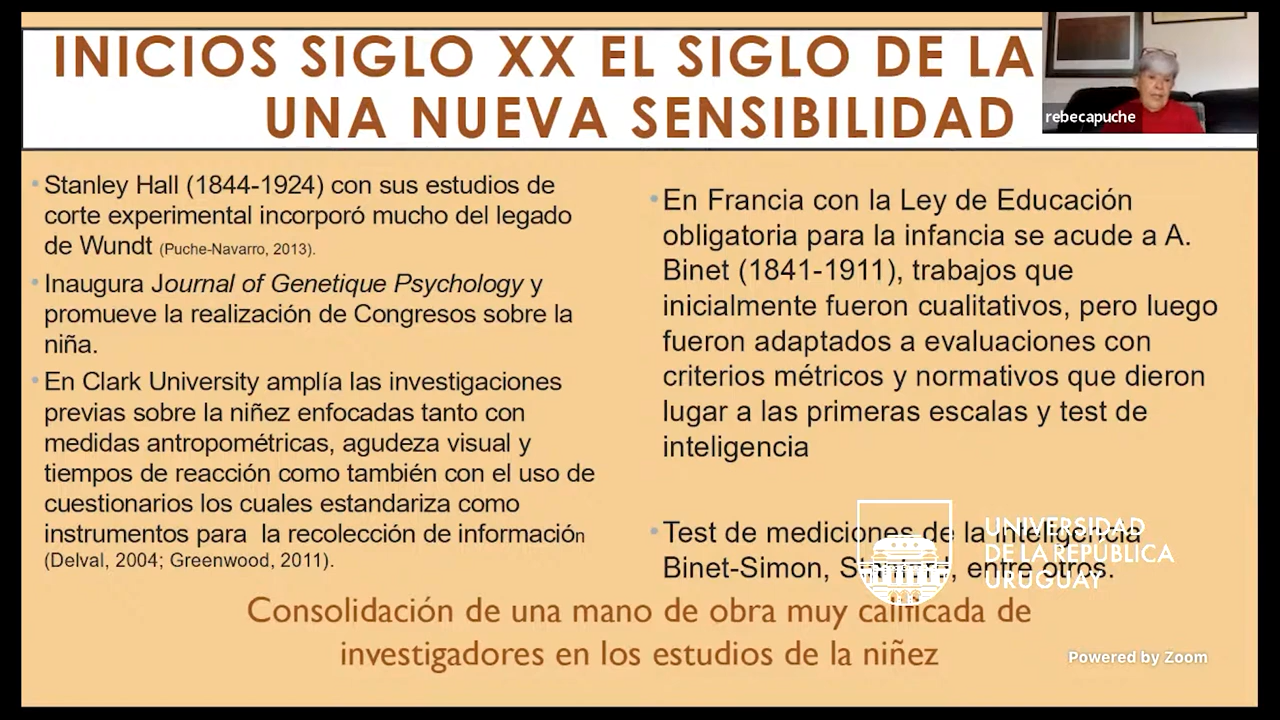 INICIOS SIGLO XX EL SIGLO DE LA
UNA NUEVA SENSIBILIDAD
rebecapuche
• Stanley Hall (1844-1924) con sus estudios de
corte experimental incorporó mucho del legado
de Wundt (Puche-Navarro, 2013).
• Inaugura Journal of Genetique Psychology y
promueve la realización de Congresos sobre la
niña.
• En Clark University amplía las investigaciones
previas sobre la niñez enfocadas tanto con
medidas antropométricas, agudeza visual y
tiempos de reacción como también con el uso de
cuestionarios los cuales estandariza como
instrumentos para la recolección de información
(Delval, 2004; Greenwood, 2011).
• En Francia con la Ley de Educación
obligatoria para la infancia se acude a A.
Binet (1841-1911), trabajos que
inicialmente fueron cualitativos, pero luego
fueron adaptados a evaluaciones con
criterios métricos y normativos que dieron
lugar a las primeras escalas y test de
inteligencia
• Test de mediciones de la inteligencia
Binet-Simon, entre otros.
UNIVERSIDAD
DE LA REPÚBLICA
URUGUAY
Consolidación de una mano de obra muy calificada de
investigadores en los estudios de la niñez
Powered by Zoom